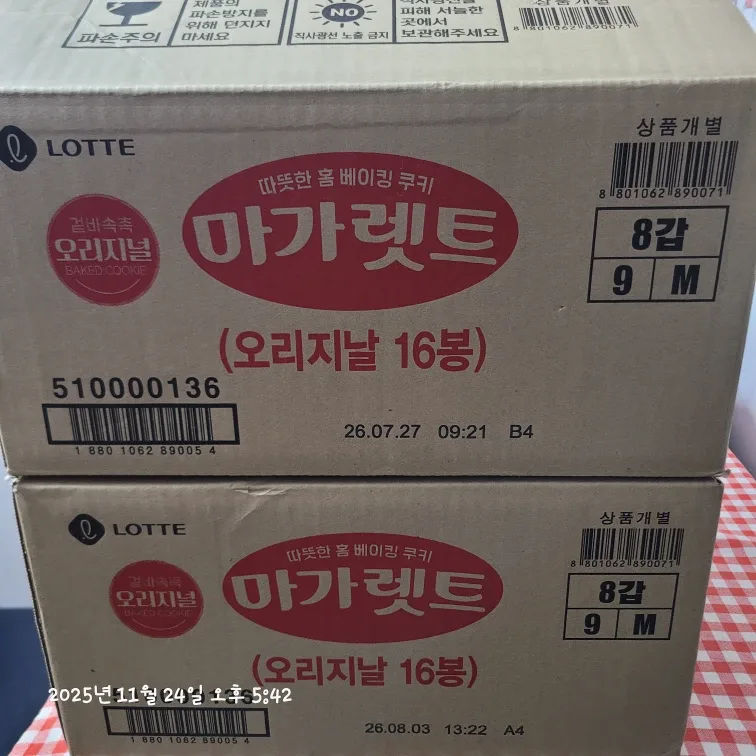 파손주의
제품의
파손방지를
위해 던지지
마세요
NO
직사광선 노출 금지
피해 서늘한
곳에서
보관해주세요
상품개별
8 801062 890071
LOTTE
상품개별
8 801062 890071
겉바속촉
오리지널
BAKED COOKIE
따뜻한 홈 베이킹 쿠키
마가렛트
8갑
9 M
(오리지날 16봉)
510000136
1 880 1062 89005 4
26.07.27 09:21 B4
LOTTE
상품개별
8 801062 890071
겉바속촉
오리지널
BAKED COOKIE
따뜻한 홈 베이킹 쿠키
마가렛트
8갑
9 M
(오리지날 16봉)
2025년 11월 24일 오후 5:42
1 880 1062 89005 4
26.08.03 13:22 A4